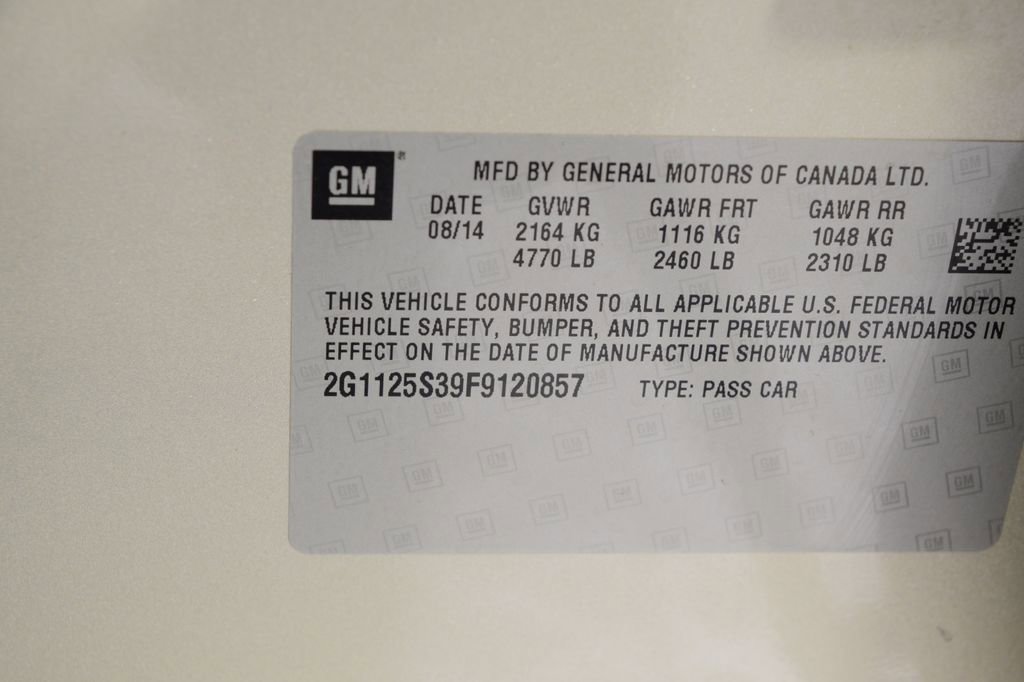 GM
MFD BY GENERAL MOTORS OF CANADA LTD.
DATE GVWR GAWR FRT GAWR RR
08/14 2164 KG 1116 KG 1048 KG
4770 LB 2460 LB 2310 LB
THIS VEHICLE CONFORMS TO ALL APPLICABLE U.S. FEDERAL MOTOR
VEHICLE SAFETY, BUMPER, AND THEFT PREVENTION STANDARDS IN
EFFECT ON THE DATE OF MANUFACTURE SHOWN ABOVE.
2G1125S39F9120857 TYPE: PASS CAR